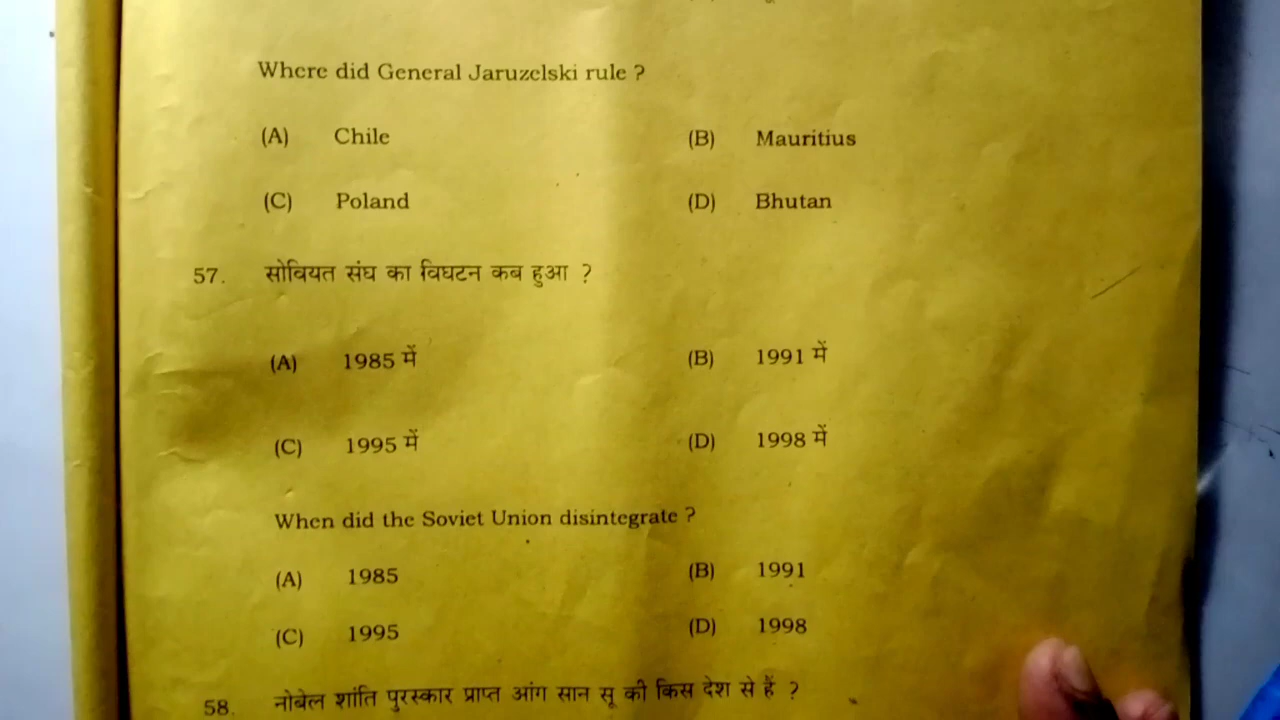 Where did General Jaruzelski rule ?
(A) Chile (B) Mauritius
(C) Poland (D) Bhutan
57. सोवियत संघ का विघटन कब हुआ ?
(A) 1985 में (B) 1991 में
(C) 1995 में (D) 1998 में
When did the Soviet Union disintegrate ?
(A) 1985 (B) 1991
(C) 1995 (D) 1998
58. नोबेल शांति पुरस्कार प्राप्त आंग सान सू की किस देश से हैं ?